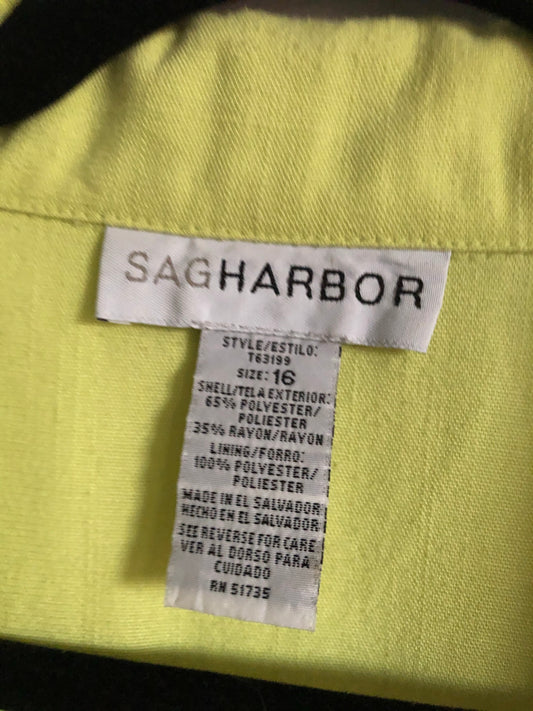 SAGHARBOR
STYLE/ESTILO:
T63199
SIZE: 16
SHELL/TELA EXTERIOR:
65% POLYESTER/
POLIESTER
35% RAYON/RAYON
LINING/FORRO:
100% POLYESTER/
POLIESTER
MADE IN EL SALVADOR
HECHO EN EL SALVADOR
SEE REVERSE FOR CARE
VER AL DORSO PARA
CUIDADO
RN 51735